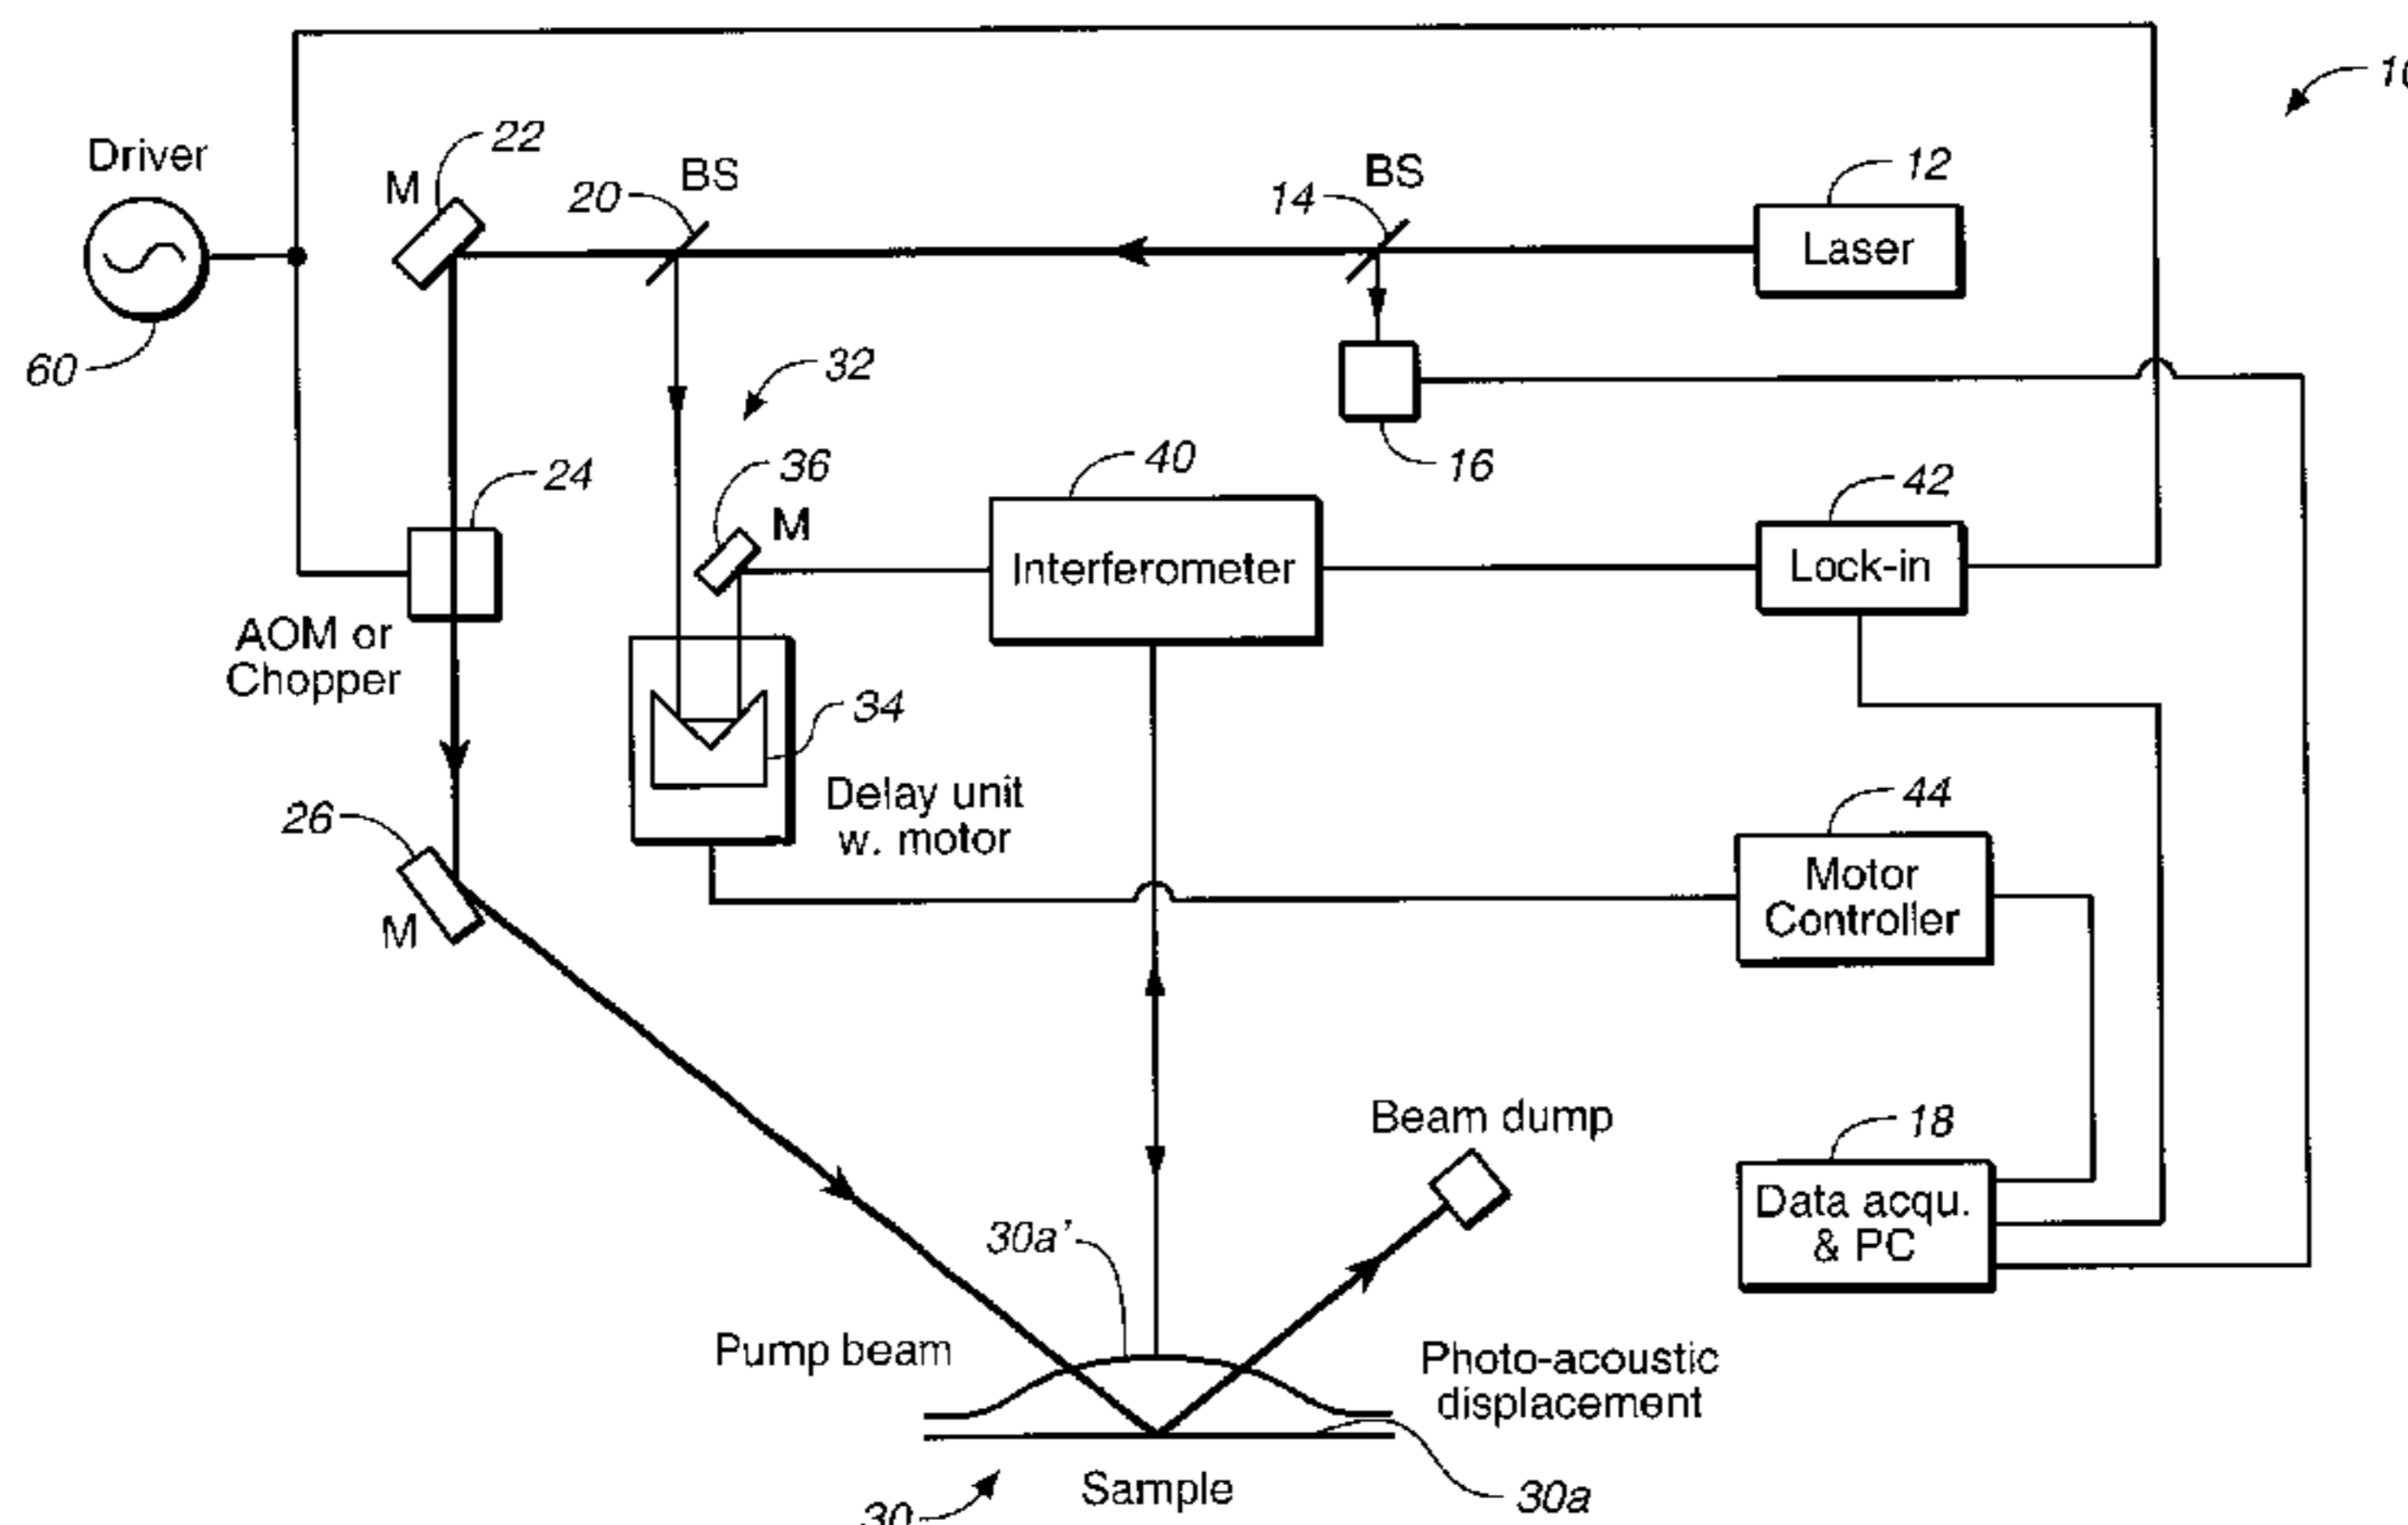 Driver
22
M
20
BS
14
BS
12
Laser
60
32
16
24
36
M
40
Interferometer
42
Lock-in
AOM or
Chopper
34
Delay unit
w. motor
26
M
44
Motor
Controller
18
Data acqu.
& PC
Beam dump
30a'
Pump beam
Photo-acoustic
displacement
Sample
30
30a